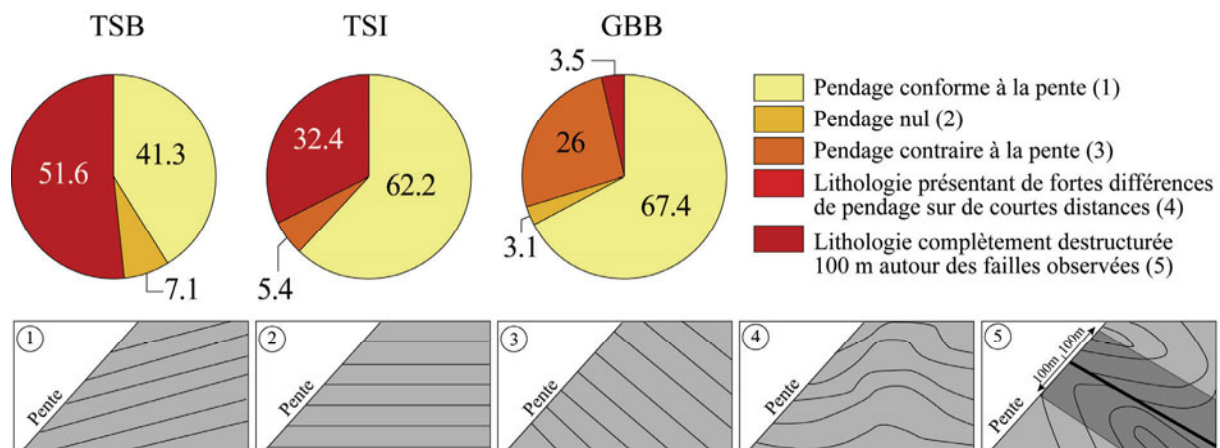 TSB
TSI
GBB
51.6
41.3
7.1
32.4
62.2
5.4
3.5
26
67.4
3.1
Pendage conforme à la pente (1)
Pendage nul (2)
Pendage contraire à la pente (3)
Lithologie présentant de fortes différences
de pendage sur de courtes distances (4)
Lithologie complètement destructurée
100 m autour des failles observées (5)
1
Pente
2
Pente
3
Pente
4
Pente
5
Pente
100m
100m